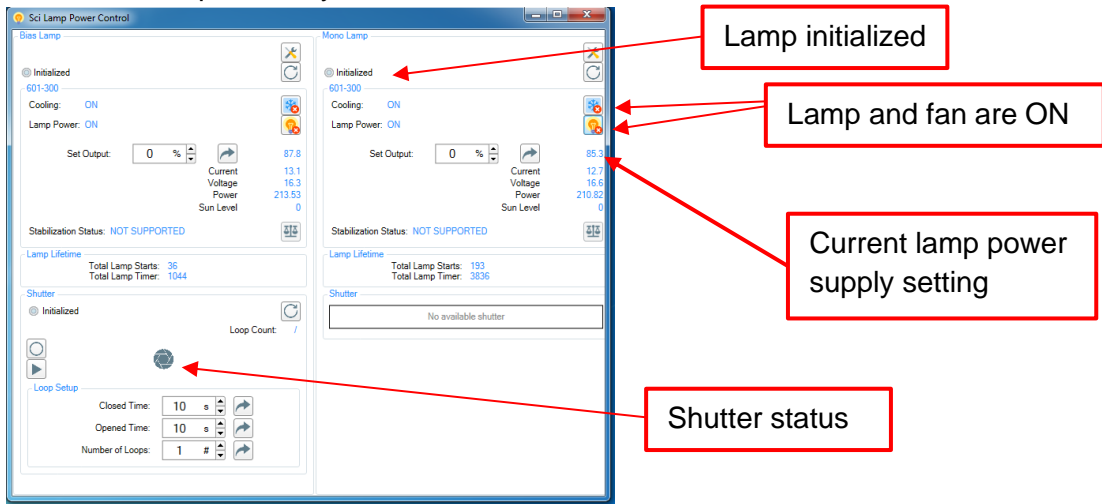 Sci Lamp Power Control
Bias Lamp
Initialized
601-300
Cooling: ON
Lamp Power: ON
Set Output: 0 % 87.8
Current 13.1
Voltage 16.3
Power 213.53
Sun Level 0
Stabilization Status: NOT SUPPORTED
Lamp Lifetime
Total Lamp Starts: 36
Total Lamp Timer: 1044
Shutter
Initialized
Loop Count: /
Loop Setup
Closed Time: 10 s
Opened Time: 10 s
Number of Loops: 1 #
Mono Lamp
Initialized
601-300
Cooling: ON
Lamp Power: ON
Set Output: 0 % 85.3
Current 12.7
Voltage 16.6
Power 210.82
Sun Level 0
Stabilization Status: NOT SUPPORTED
Lamp Lifetime
Total Lamp Starts: 193
Total Lamp Timer: 3836
Shutter
No available shutter
Lamp initialized
Lamp and fan are ON
Current lamp power
supply setting
Shutter status